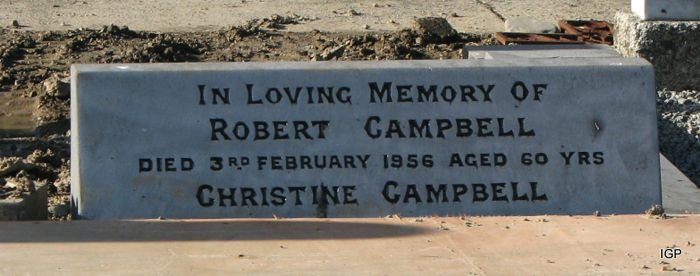 IN LOVING MEMORY OF
ROBERT CAMPBELL
DIED 3RD FEBRUARY 1956 AGED 60 YRS
CHRISTINE CAMPBELL
IGP